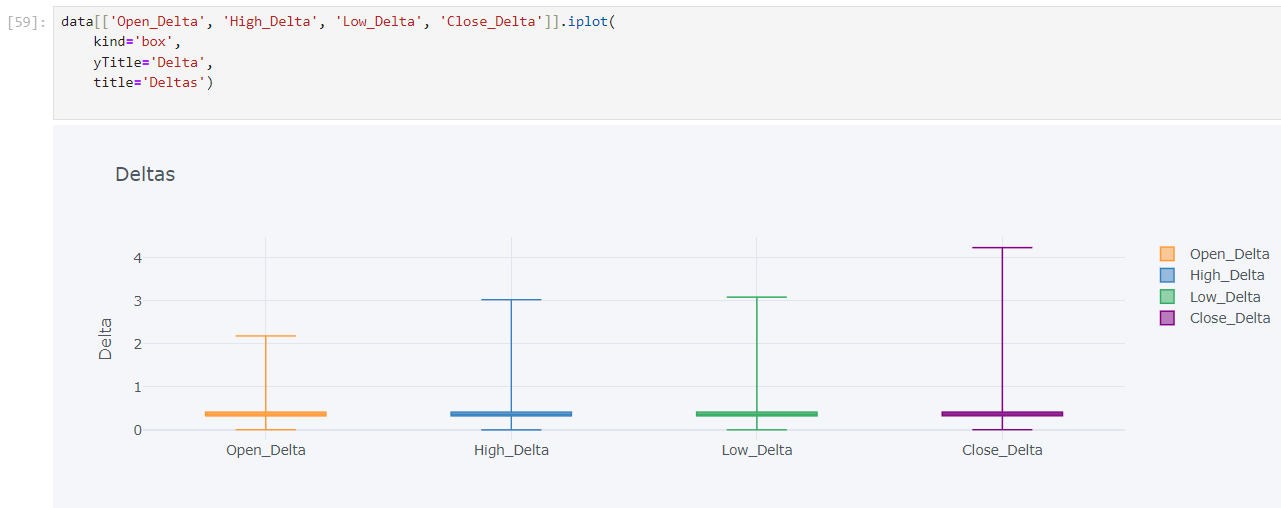 [59]: data[['Open_Delta', 'High_Delta', 'Low_Delta', 'Close_Delta']].iplot(
    kind='box',
    yTitle='Delta',
    title='Deltas')
Deltas
4
3
2
1
0
Delta
Open_Delta High_Delta Low_Delta Close_Delta
Open_Delta
High_Delta
Low_Delta
Close_Delta